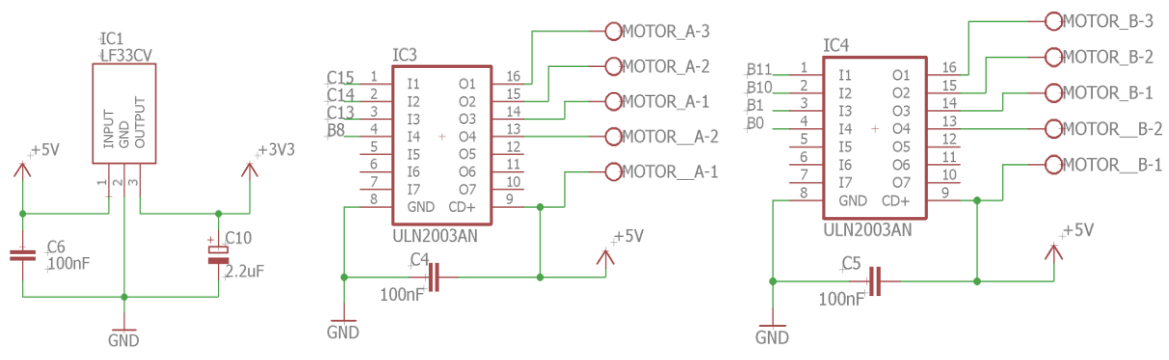 IC1
LF33CV
INPUT
GND
OUTPUT
1
2
3
+5V
+3V3
C6
100nF
C10
+
2.2uF
GND
IC3
C15
C14
C13
B8
1
2
3
4
5
6
7
8
I1
I2
I3
I4
I5
I6
I7
GND
O1
O2
O3
O4
O5
O6
O7
CD+
16
15
14
13
12
11
10
9
ULN2003AN
MOTOR_A-3
MOTOR_A-2
MOTOR_A-1
MOTOR__A-2
MOTOR__A-1
+5V
C4
100nF
GND
IC4
B11
B10
B1
B0
1
2
3
4
5
6
7
8
I1
I2
I3
I4
I5
I6
I7
GND
O1
O2
O3
O4
O5
O6
O7
CD+
16
15
14
13
12
11
10
9
ULN2003AN
MOTOR_B-3
MOTOR_B-2
MOTOR_B-1
MOTOR__B-2
MOTOR__B-1
+5V
C5
100nF
GND